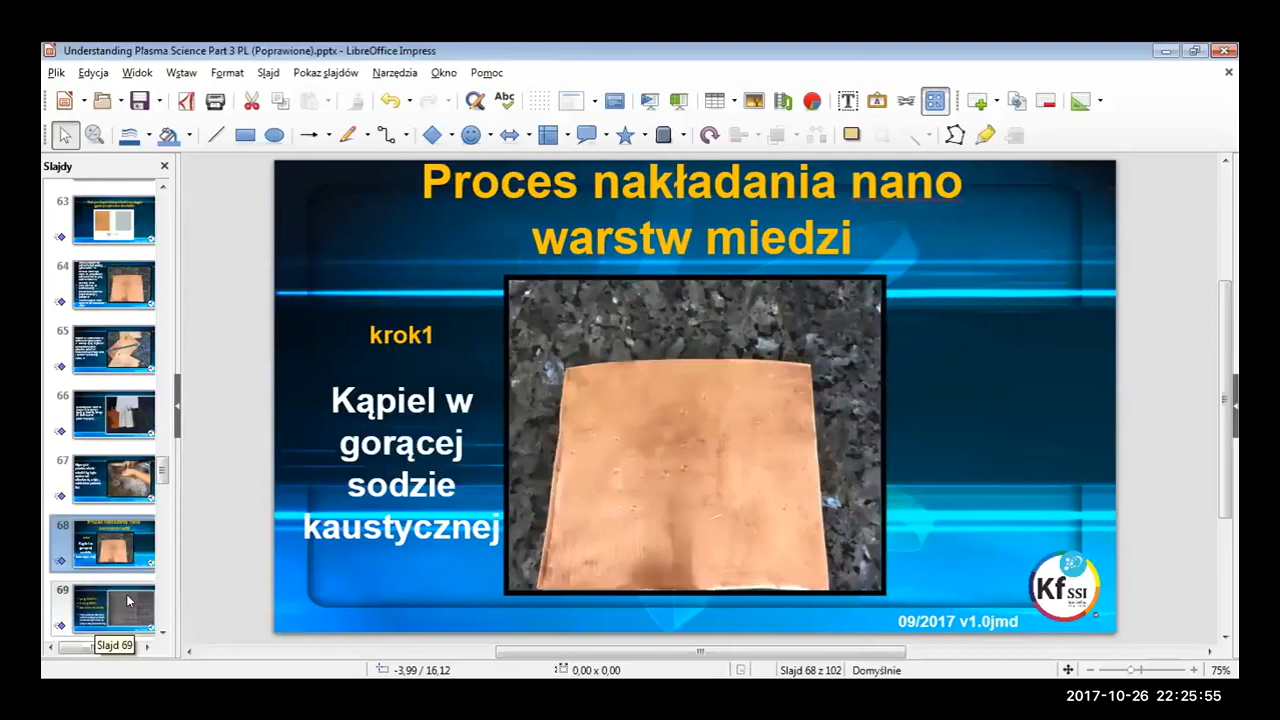 Understanding Plasma Science Part 3 PL (Poprawione).pptx - LibreOffice Impress
Plik Edycja Widok Wstaw Format Slajd Pokaz slajdów Narzędzia Okno Pomoc
Abc
Slajdy
63
64
65
66
67
68
69
Slajd 69
Proces nakładania nano
warstw miedzi
krok1
Kąpiel w
gorącej
sodzie
kaustycznej
Kf SSI
09/2017 v1.0jmd
-3,99 / 16,12 0,00 x 0,00 Slajd 68 z 102 Domyślnie 75%
2017-10-26 22:25:55